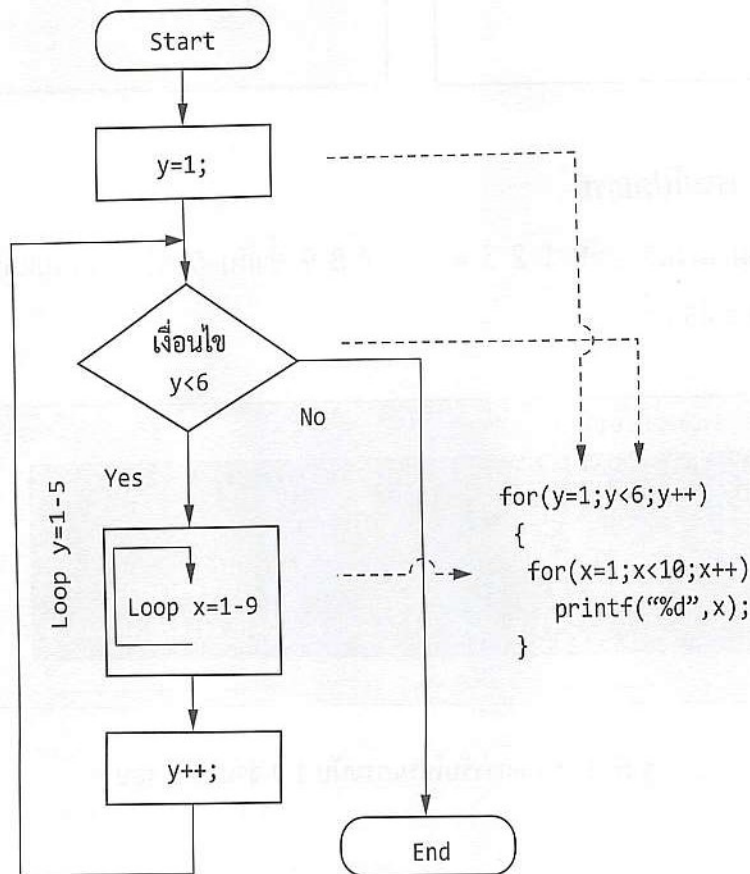 Start
y=1;
เงื่อนไข
y<6
No
Yes
Loop y=1-5
Loop x=1-9
y++;
End
for(y=1;y<6;y++)
{
for(x=1;x<10;x++)
printf(“%d”,x);
}